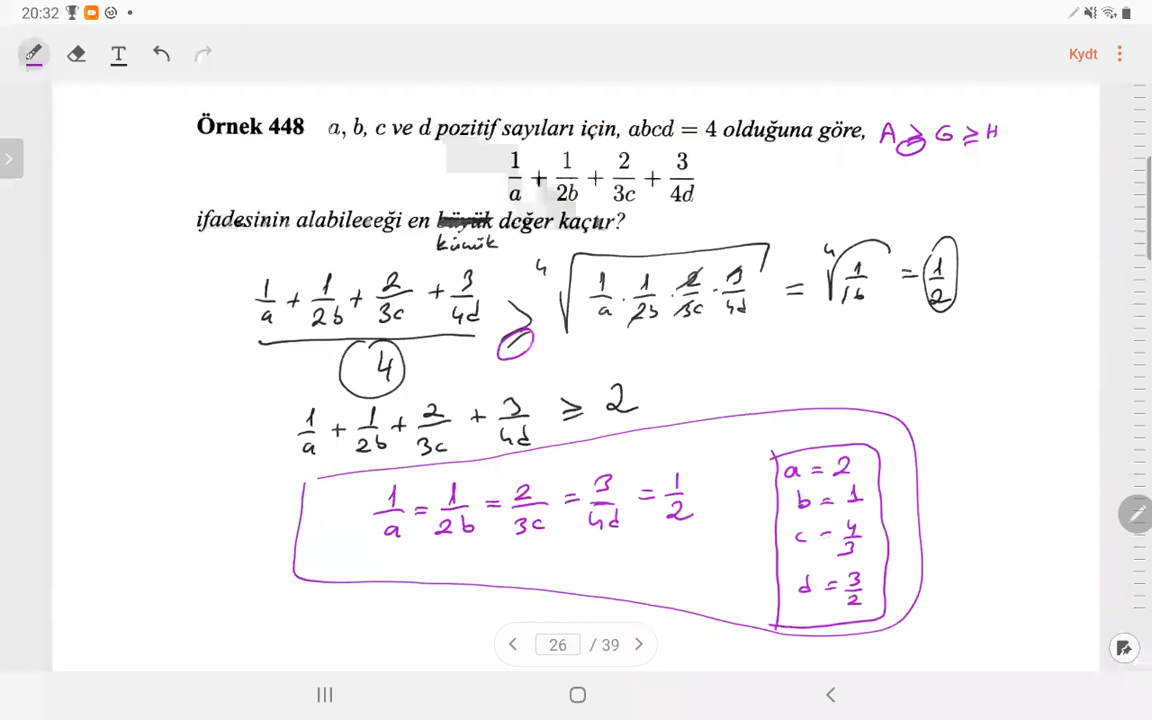 20:32
T
Kydt
Örnek 448 a, b, c ve d pozitif sayıları için, abcd = 4 olduğuna göre, A ≥ G ≥ H
1/a + 1/2b + 2/3c + 3/4d
ifadesinin alabileceği en büyük değer kaçtır?
küçük
(1/a + 1/2b + 2/3c + 3/4d)/4 ≥ ⁴√(1/a · 1/2b · 2/3c · 3/4d) = ⁴√(1/16) = 1/2
1/a + 1/2b + 2/3c + 3/4d ≥ 2
1/a = 1/2b = 2/3c = 3/4d = 1/2
a = 2
b = 1
c = 4/3
d = 3/2
26 / 39